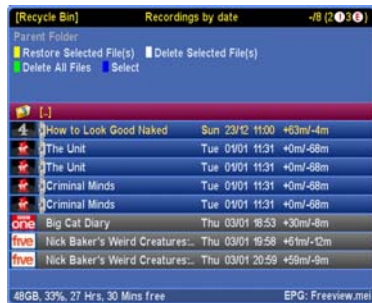 [Recycle Bin] Recordings by date -/8 (2 I 3 E)
Parent Folder
Restore Selected File(s) Delete Selected File(s)
Delete All Files Select
[..]
4 How to Look Good Naked Sun 23/12 11:00 +63m/-4m
The Unit Tue 01/01 11:31 +0m/-68m
The Unit Tue 01/01 11:31 +0m/-68m
Criminal Minds Tue 01/01 11:31 +0m/-68m
Criminal Minds Tue 01/01 11:31 +0m/-68m
one Big Cat Diary Thu 03/01 18:53 +30m/-8m
five Nick Baker's Weird Creatures:.. Thu 03/01 19:58 +61m/-12m
five Nick Baker's Weird Creatures:.. Thu 03/01 20:59 +59m/-9m
48GB, 33%, 27 Hrs, 30 Mins free EPG: Freeview.mei